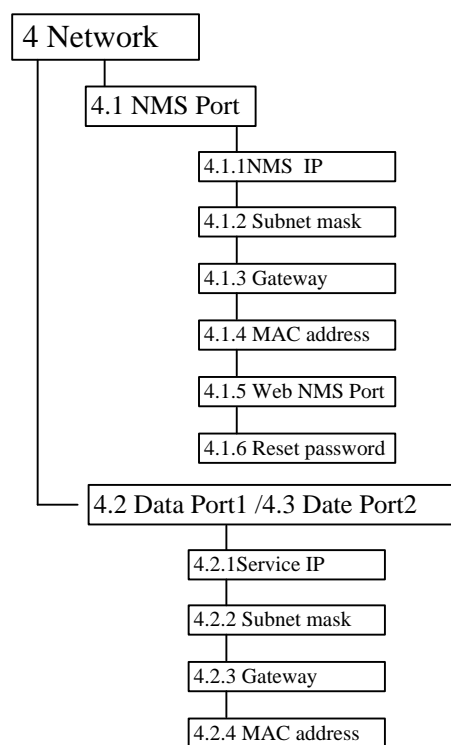 4 Network
4.1 NMS Port
4.1.1NMS IP
4.1.2 Subnet mask
4.1.3 Gateway
4.1.4 MAC address
4.1.5 Web NMS Port
4.1.6 Reset password
4.2 Data Port1 /4.3 Date Port2
4.2.1Service IP
4.2.2 Subnet mask
4.2.3 Gateway
4.2.4 MAC address